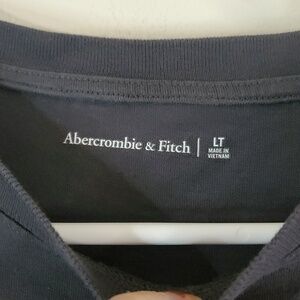 Abercrombie & Fitch
LT
MADE IN
VIETNAM